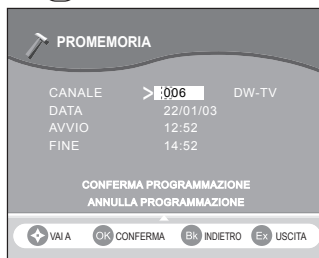 PROMEMORIA
CANALE > 006 DW-TV
DATA 22/01/03
AVVIO 12:52
FINE 14:52
CONFERMA PROGRAMMAZIONE
ANNULLA PROGRAMMAZIONE
VAI A OK CONFERMA Bk INDIETRO Ex USCITA